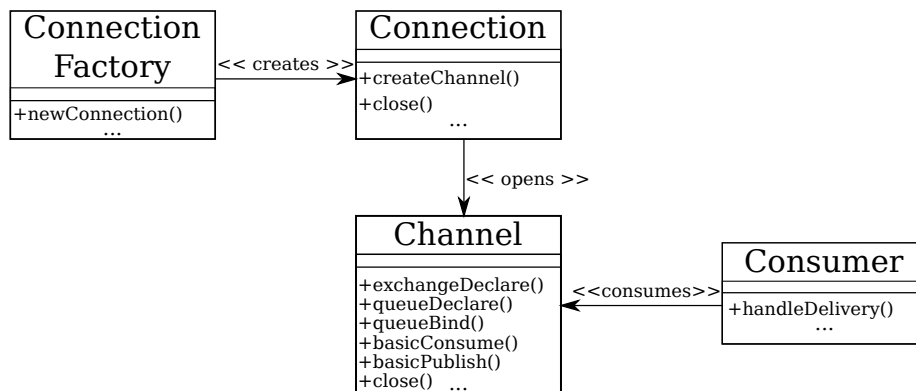 Connection
Factory
+newConnection()
...
<< creates >>
Connection
+createChannel()
+close()
...
<< opens >>
Channel
+exchangeDeclare()
+queueDeclare()
+queueBind()
+basicConsume()
+basicPublish()
+close() ...
<<consumes>>
Consumer
+handleDelivery()
...